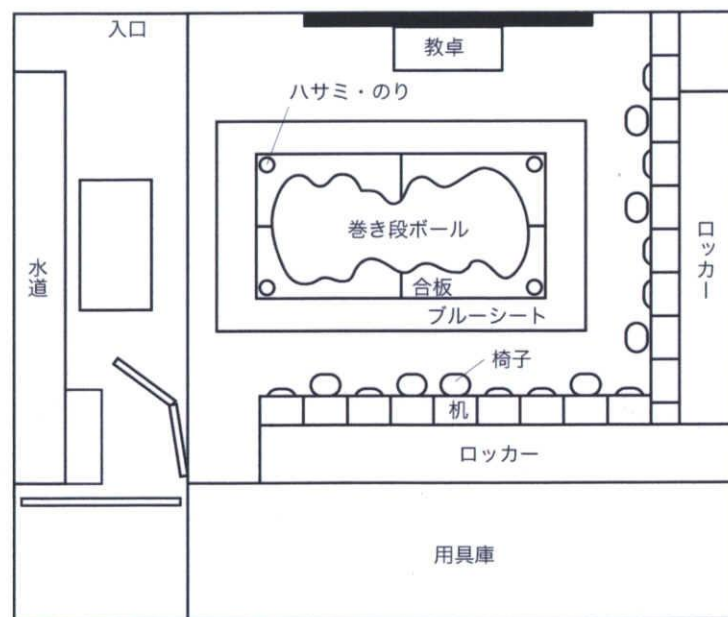 入口
教卓
ハサミ・のり
巻き段ボール
ロッカー
水道
合板
ブルーシート
椅子
机
ロッカー
用具庫